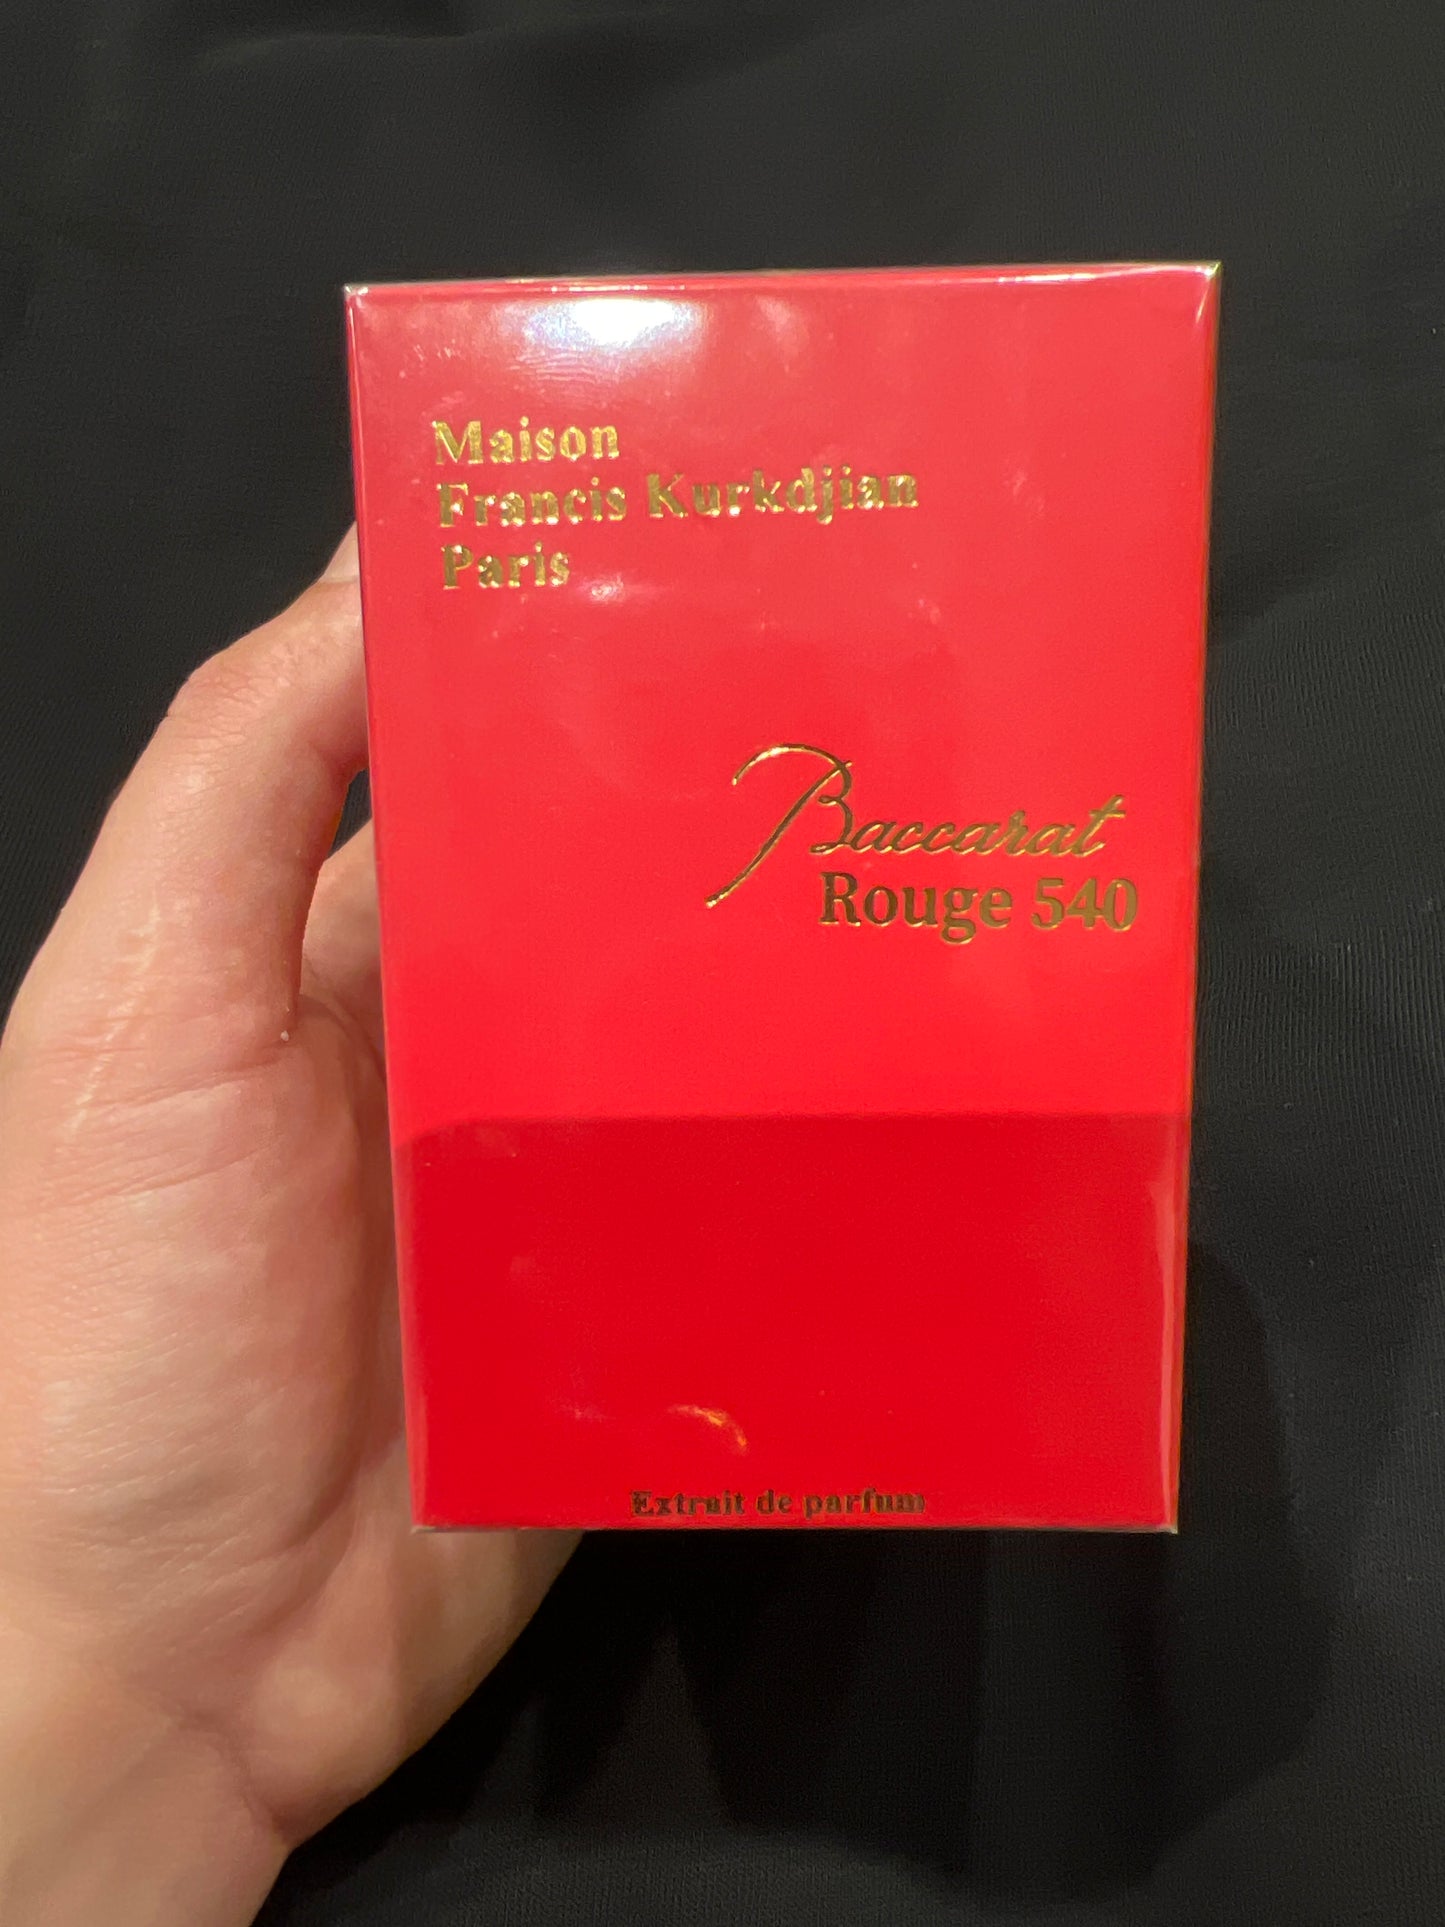 Maison
Francis Kurkdjian
Paris
Baccarat
Rouge 540
Extrait de parfum